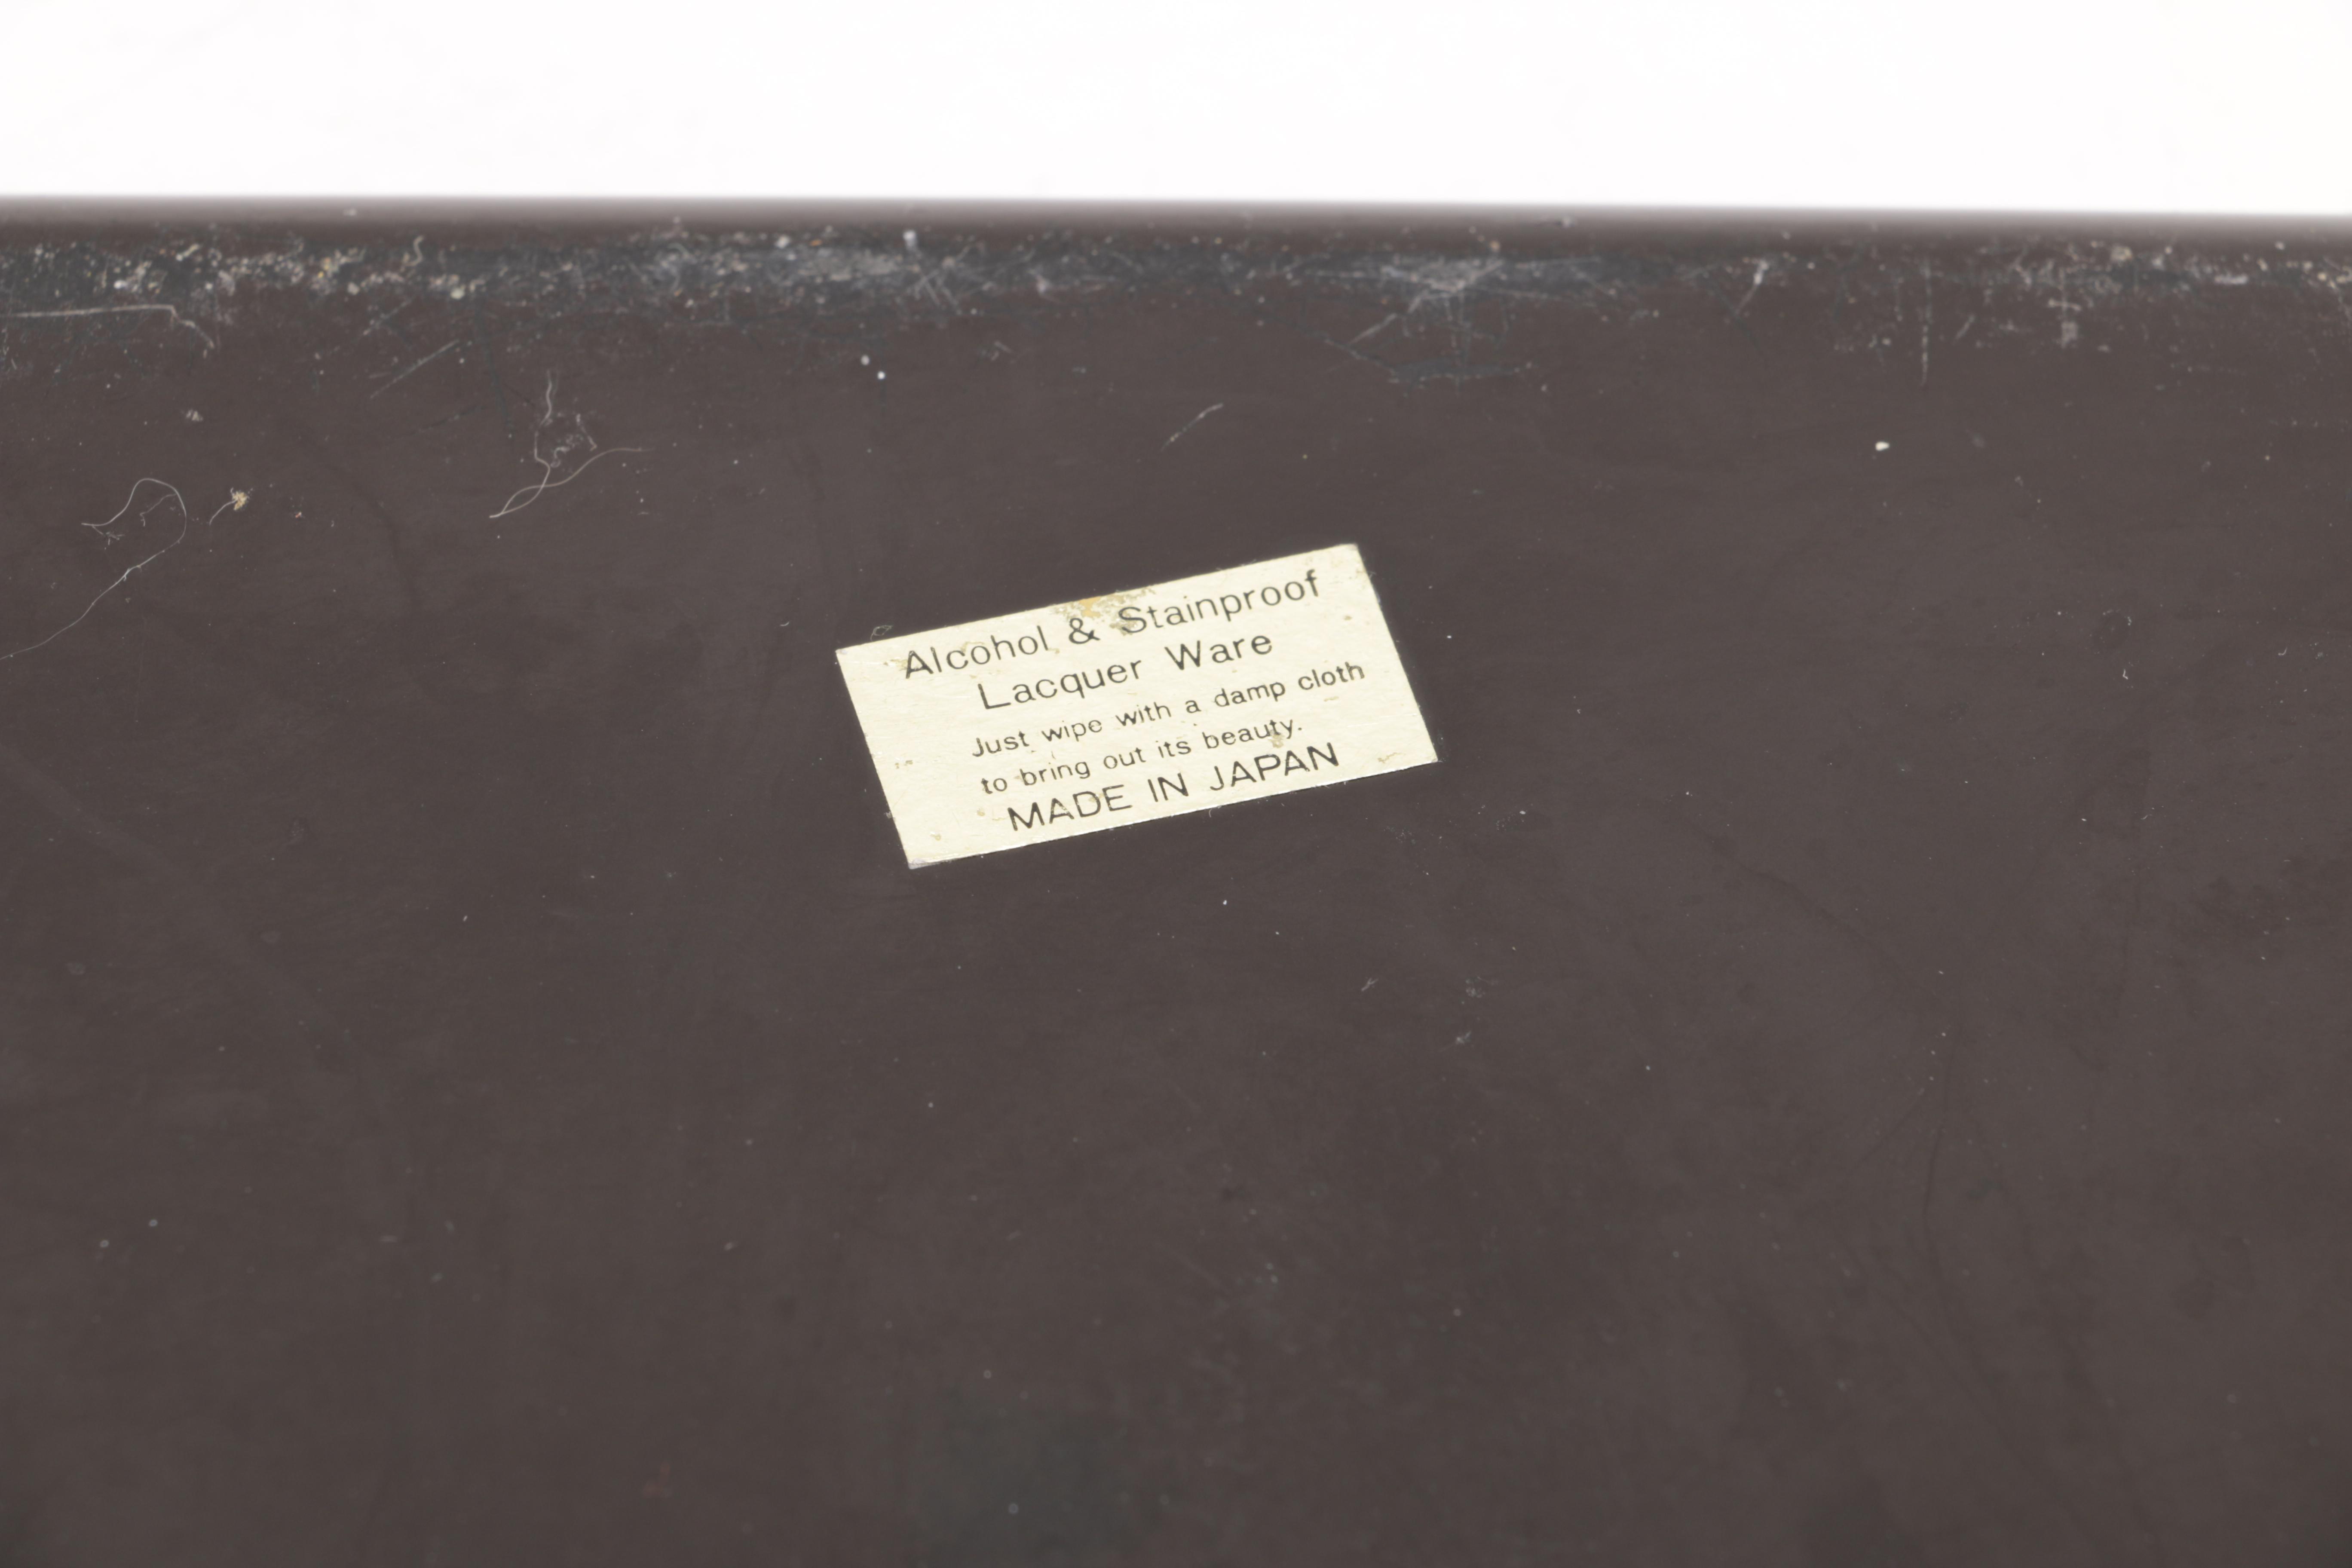 Alcohol & Stainproof
Lacquer Ware
Just wipe with a damp cloth
to bring out its beauty.
MADE IN JAPAN